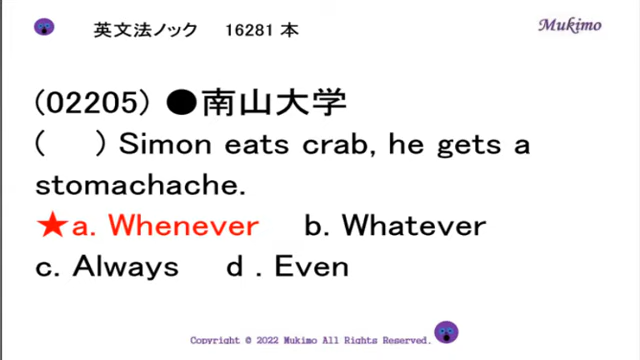 英文法ノック 16281 本
Mukimo
(02205) ●南山大学
( ) Simon eats crab, he gets a
stomachache.
★a. Whenever b. Whatever
c. Always d . Even
Copyright © 2022 Mukimo All Rights Reserved.